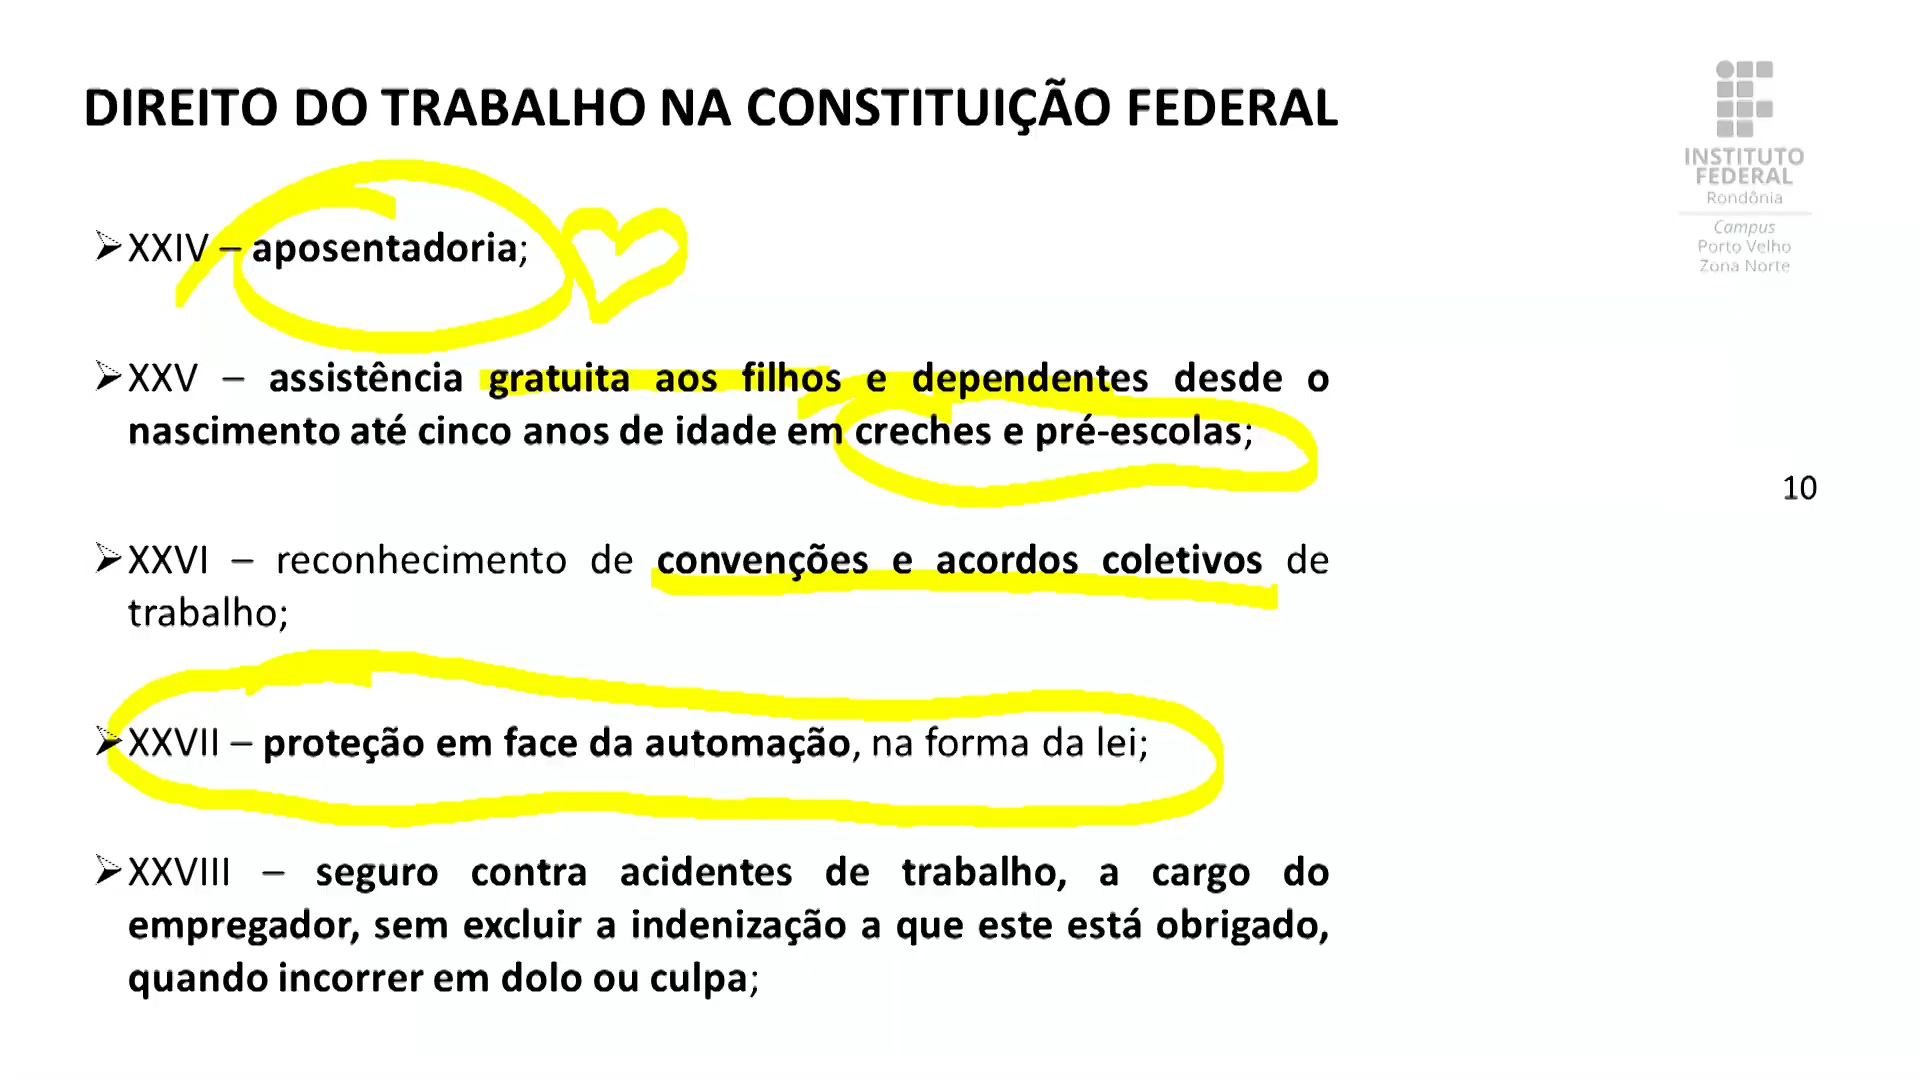 DIREITO DO TRABALHO NA CONSTITUIÇÃO FEDERAL
INSTITUTO
FEDERAL
Rondônia
Campus
Porto Velho
Zona Norte
➢XXIV – aposentadoria;
➢XXV – assistência gratuita aos filhos e dependentes desde o
nascimento até cinco anos de idade em creches e pré-escolas;
10
➢XXVI – reconhecimento de convenções e acordos coletivos de
trabalho;
➢XXVII – proteção em face da automação, na forma da lei;
➢XXVIII – seguro contra acidentes de trabalho, a cargo do
empregador, sem excluir a indenização a que este está obrigado,
quando incorrer em dolo ou culpa;